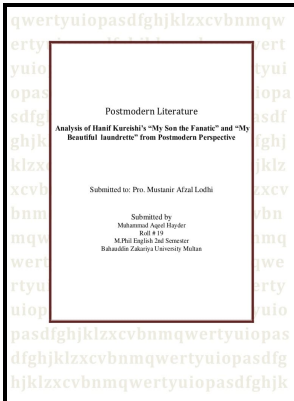 qwertyuiopasdfghjklzxcvbnmqw
Postmodern Literature
Analysis of Hanif Kureishi's "My Son the Fanatic" and "My
Beautiful laundrette" from Postmodern Perspective
Submitted to: Pro. Mustanir Afzal Lodhi
Submitted by
Muhammad Aqeel Hayder
Roll # 19
M.Phil English 2nd Semester
Bahauddin Zakariya University Multan
pasdfghjklzxcvbnmqwertyuiopas
dfghjklzxcvbnmqwertyuiopasdfg
hjklzxcvbnmqwertyuiopasdfghjk